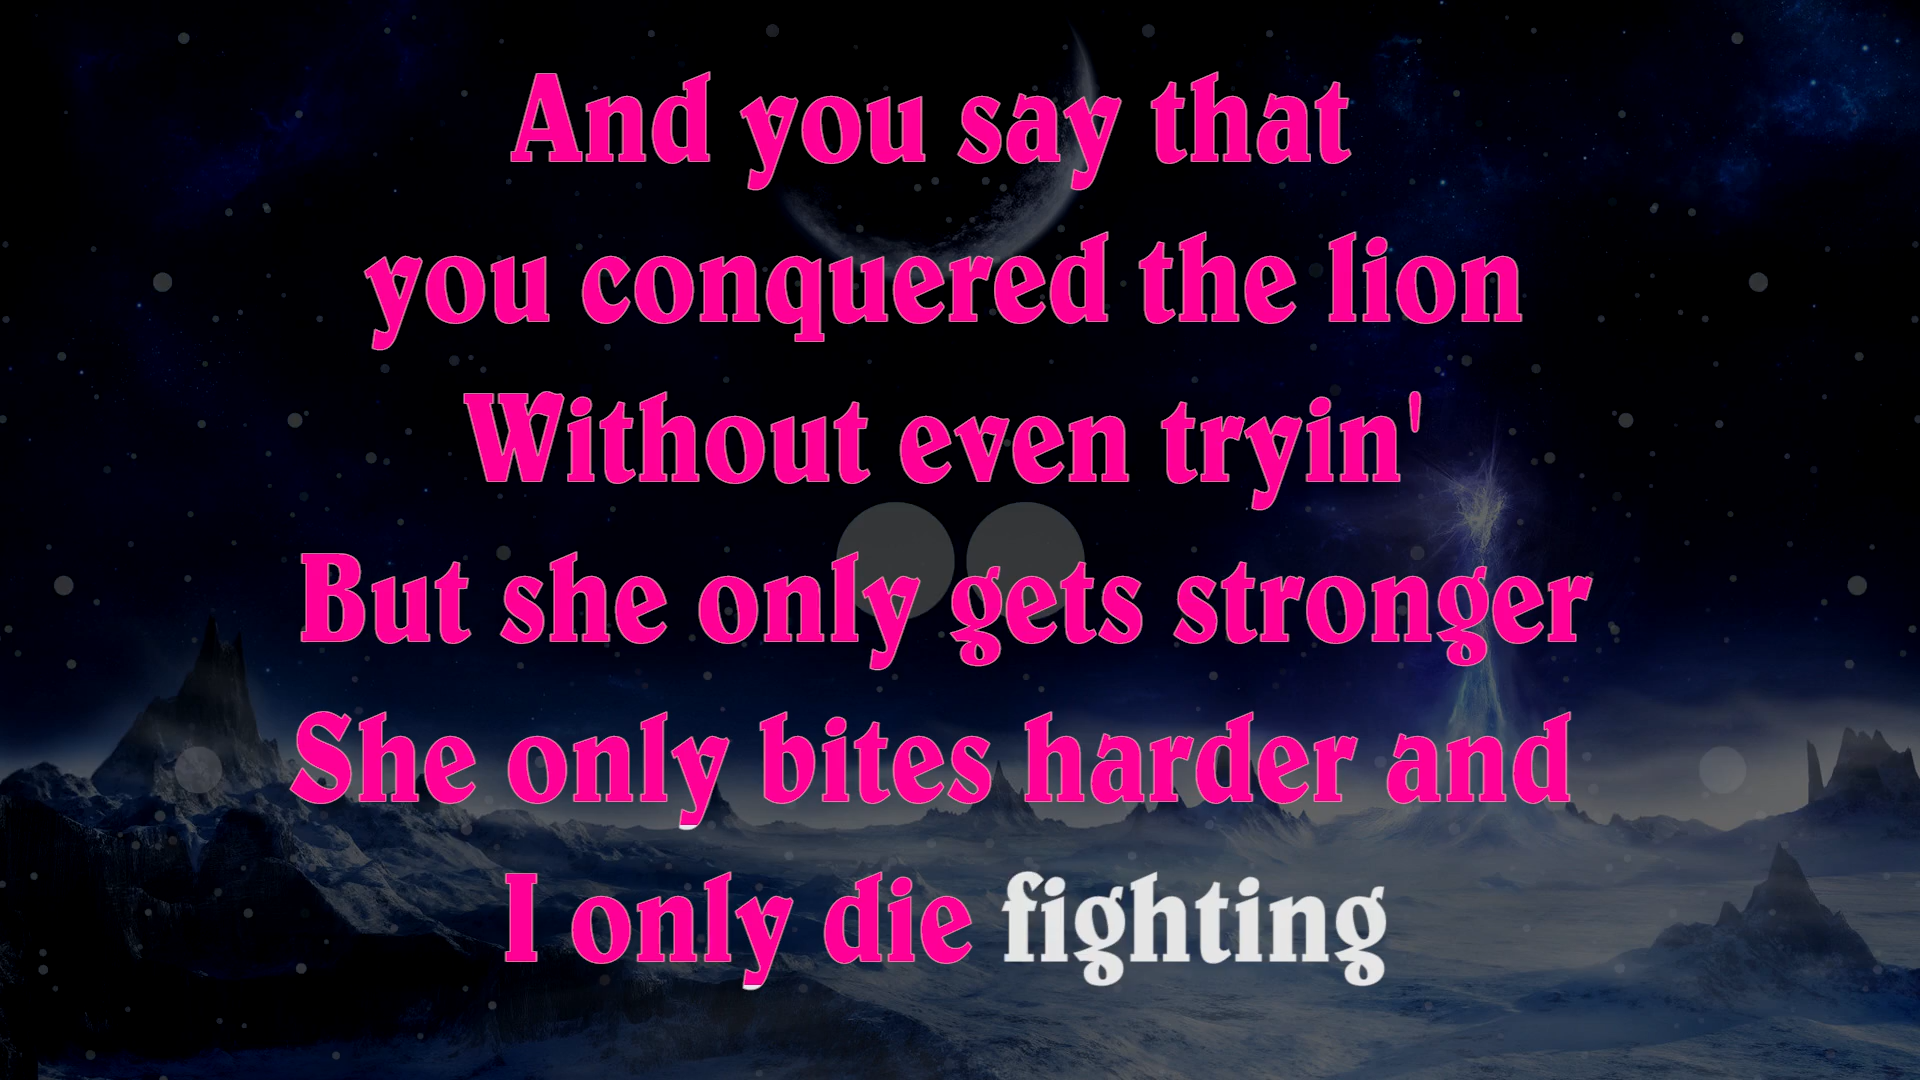 And you say that
you conquered the lion
Without even tryin'
But she only gets stronger
She only bites harder and
I only die fighting